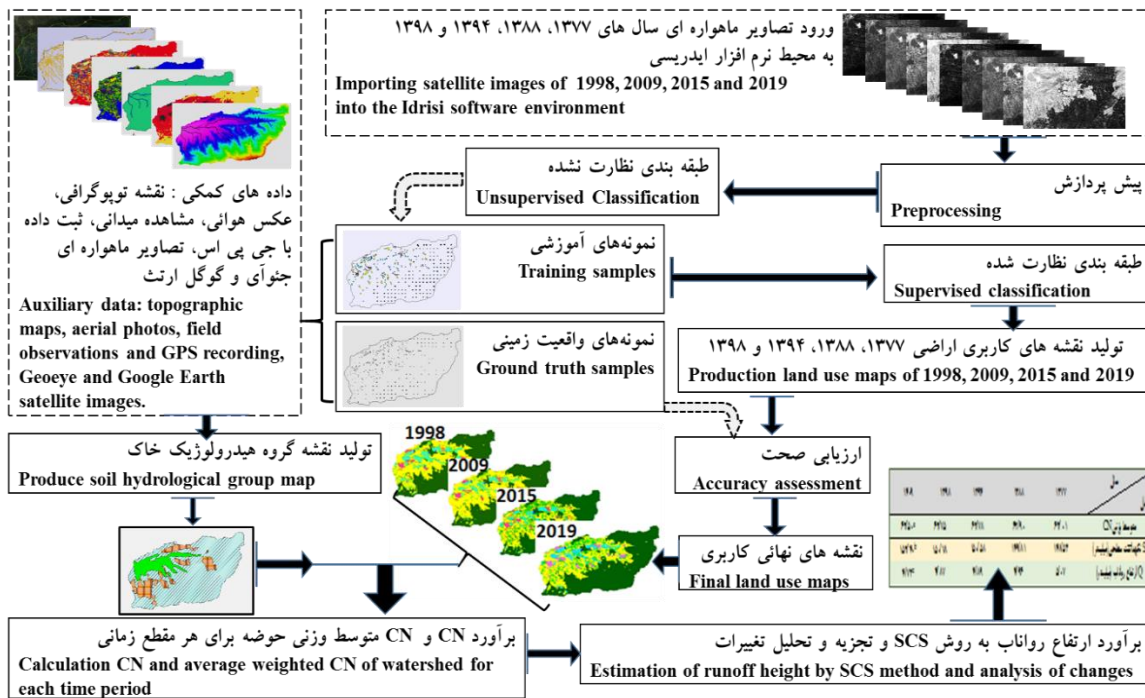 ورود تصاویر ماهواره ای سال های ۱۳۷۷، ۱۳۸۸، ۱۳۹۴ و ۱۳۹۸
به محیط نرم افزار ایدریسی
Importing satellite images of 1998, 2009, 2015 and 2019
into the Idrisi software environment
پیش پردازش
Preprocessing
طبقه بندی نظارت نشده
Unsupervised Classification
داده های کمکی : نقشه توپوگرافی،
عکس هوائی، مشاهده میدانی، ثبت داده
با جی پی اس، تصاویر ماهواره ای
جئوآی و گوگل ارتث
Auxiliary data: topographic
maps, aerial photos, field
observations and GPS recording,
Geoeye and Google Earth
satellite images.
نمونه‌های آموزشی
Training samples
طبقه بندی نظارت شده
Supervised classification
نمونه‌های واقعیت زمینی
Ground truth samples
تولید نقشه های کاربری اراضی ۱۳۷۷، ۱۳۸۸، ۱۳۹۴ و ۱۳۹۸
Production land use maps of 1998, 2009, 2015 and 2019
تولید نقشه گروه هیدرولوژیک خاک
Produce soil hydrological group map
1998
2009
2015
2019
ارزیابی صحت
Accuracy assessment
نقشه های نهائی کاربری
Final land use maps
سال
۱۳۷۷
برآورد CN و CN متوسط وزنی حوضه برای هر مقطع زمانی
Calculation CN and average weighted CN of watershed for
each time period
برآورد ارتفاع رواناب به روش SCS و تجزیه و تحلیل تغییرات
Estimation of runoff height by SCS method and analysis of changes